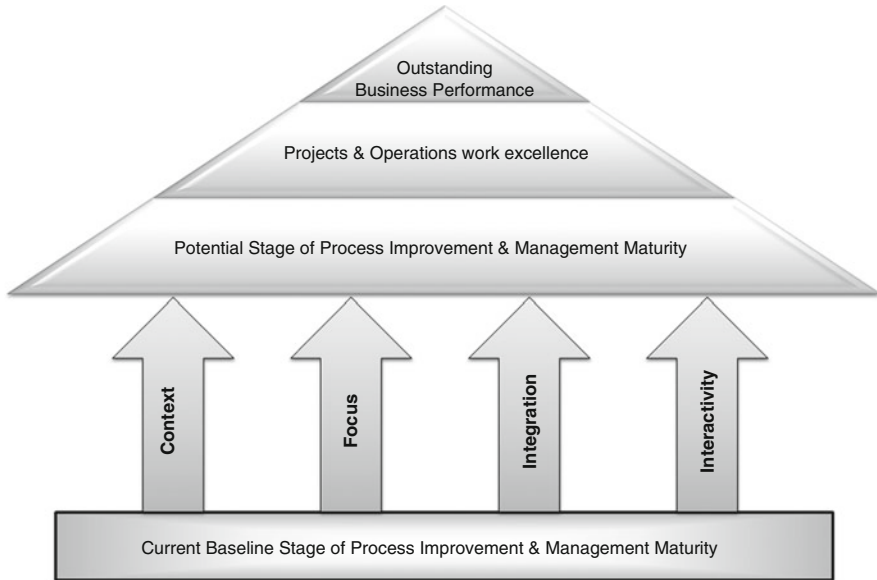 Outstanding
Business Performance
Projects & Operations work excellence
Potential Stage of Process Improvement & Management Maturity
Context
Focus
Integration
Interactivity
Current Baseline Stage of Process Improvement & Management Maturity